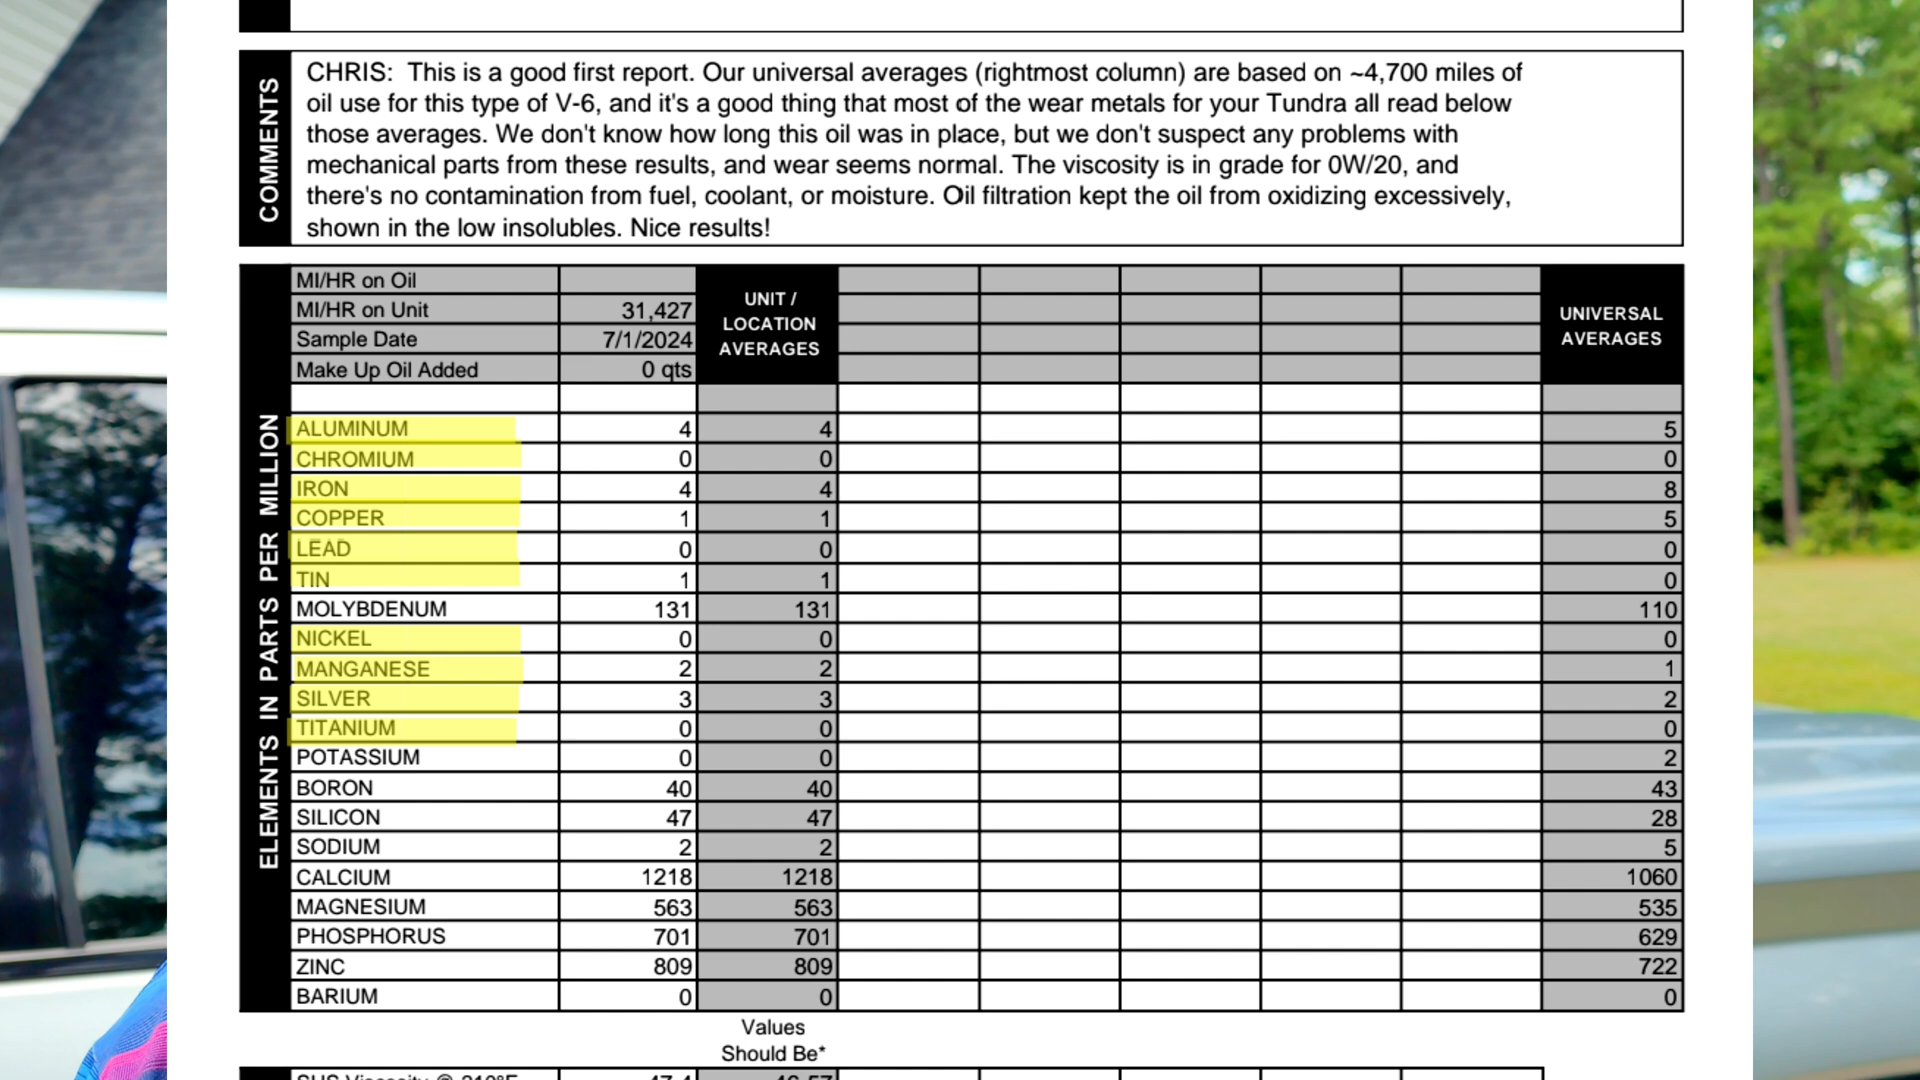 COMMENTS
CHRIS: This is a good first report. Our universal averages (rightmost column) are based on ~4,700 miles of
oil use for this type of V-6, and it's a good thing that most of the wear metals for your Tundra all read below
those averages. We don't know how long this oil was in place, but we don't suspect any problems with
mechanical parts from these results, and wear seems normal. The viscosity is in grade for 0W/20, and
there's no contamination from fuel, coolant, or moisture. Oil filtration kept the oil from oxidizing excessively,
shown in the low insolubles. Nice results!
ELEMENTS IN PARTS PER MILLION
MI/HR on Oil
MI/HR on Unit 31,427
Sample Date 7/1/2024
Make Up Oil Added 0 qts
UNIT /
LOCATION
AVERAGES
UNIVERSAL
AVERAGES
ALUMINUM 4 4 5
CHROMIUM 0 0 0
IRON 4 4 8
COPPER 1 1 5
LEAD 0 0 0
TIN 1 1 0
MOLYBDENUM 131 131 110
NICKEL 0 0 0
MANGANESE 2 2 1
SILVER 3 3 2
TITANIUM 0 0 0
POTASSIUM 0 0 2
BORON 40 40 43
SILICON 47 47 28
SODIUM 2 2 5
CALCIUM 1218 1218 1060
MAGNESIUM 563 563 535
PHOSPHORUS 701 701 629
ZINC 809 809 722
BARIUM 0 0 0
Values
Should Be*